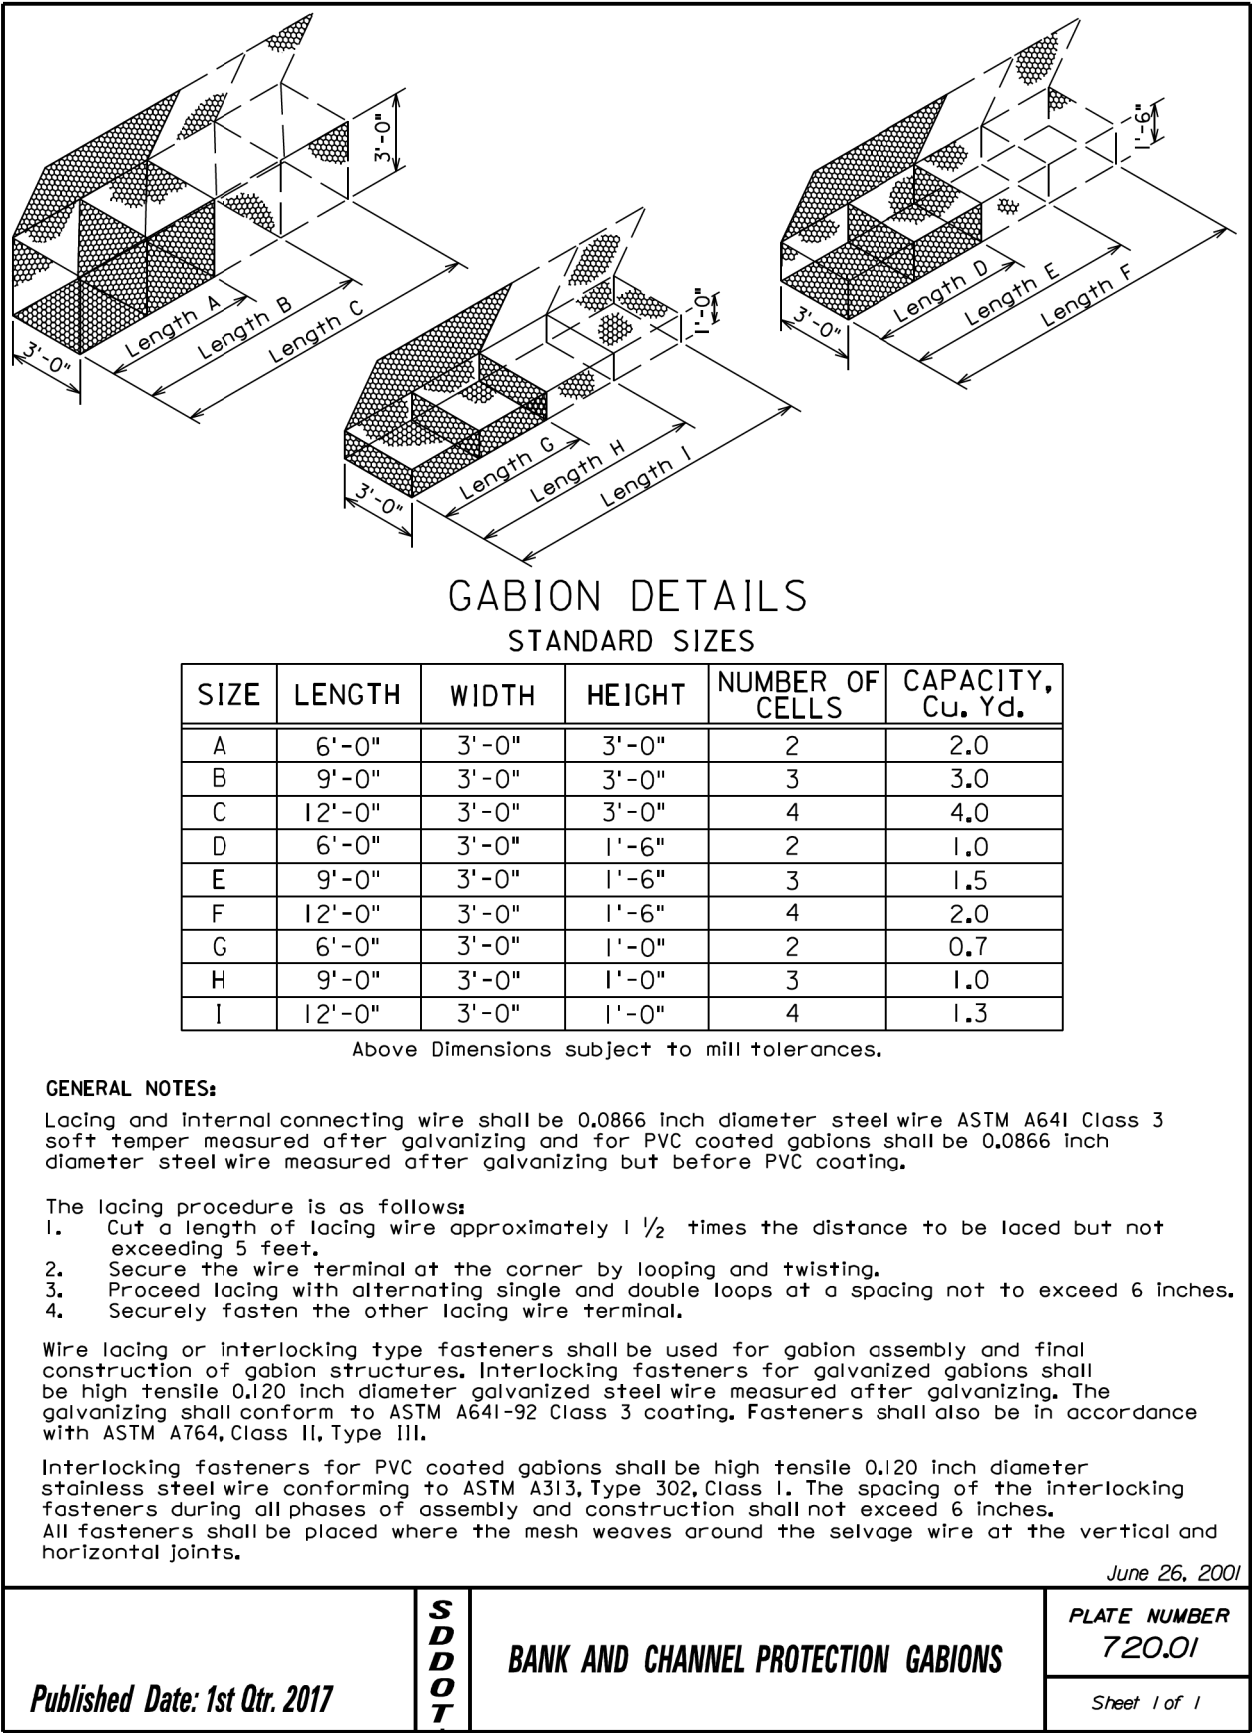 3'-0"
3'-0"
Length A
Length B
Length C
1'-6"
3'-0"
Length D
Length E
Length F
1'-0"
3'-0"
Length G
Length H
Length I
GABION DETAILS
STANDARD SIZES
SIZE LENGTH WIDTH HEIGHT NUMBER OF CELLS CAPACITY, Cu. Yd.
A 6'-0" 3'-0" 3'-0" 2 2.0
B 9'-0" 3'-0" 3'-0" 3 3.0
C 12'-0" 3'-0" 3'-0" 4 4.0
D 6'-0" 3'-0" 1'-6" 2 1.0
E 9'-0" 3'-0" 1'-6" 3 1.5
F 12'-0" 3'-0" 1'-6" 4 2.0
G 6'-0" 3'-0" 1'-0" 2 0.7
H 9'-0" 3'-0" 1'-0" 3 1.0
I 12'-0" 3'-0" 1'-0" 4 1.3
Above Dimensions subject to mill tolerances.
GENERAL NOTES:
Lacing and internal connecting wire shall be 0.0866 inch diameter steel wire ASTM A641 Class 3
soft temper measured after galvanizing and for PVC coated gabions shall be 0.0866 inch
diameter steel wire measured after galvanizing but before PVC coating.
The lacing procedure is as follows:
1. Cut a length of lacing wire approximately 1 1/2 times the distance to be laced but not
exceeding 5 feet.
2. Secure the wire terminal at the corner by looping and twisting.
3. Proceed lacing with alternating single and double loops at a spacing not to exceed 6 inches.
4. Securely fasten the other lacing wire terminal.
Wire lacing or interlocking type fasteners shall be used for gabion assembly and final
construction of gabion structures. Interlocking fasteners for galvanized gabions shall
be high tensile 0.120 inch diameter galvanized steel wire measured after galvanizing. The
galvanizing shall conform to ASTM A641-92 Class 3 coating. Fasteners shall also be in accordance
with ASTM A764, Class II, Type III.
Interlocking fasteners for PVC coated gabions shall be high tensile 0.120 inch diameter
stainless steel wire conforming to ASTM A313, Type 302, Class 1. The spacing of the interlocking
fasteners during all phases of assembly and construction shall not exceed 6 inches.
All fasteners shall be placed where the mesh weaves around the selvage wire at the vertical and
horizontal joints.
June 26, 2001
Published Date: 1st Qtr. 2017
S
D
D
O
T
BANK AND CHANNEL PROTECTION GABIONS
PLATE NUMBER
720.01
Sheet 1 of 1